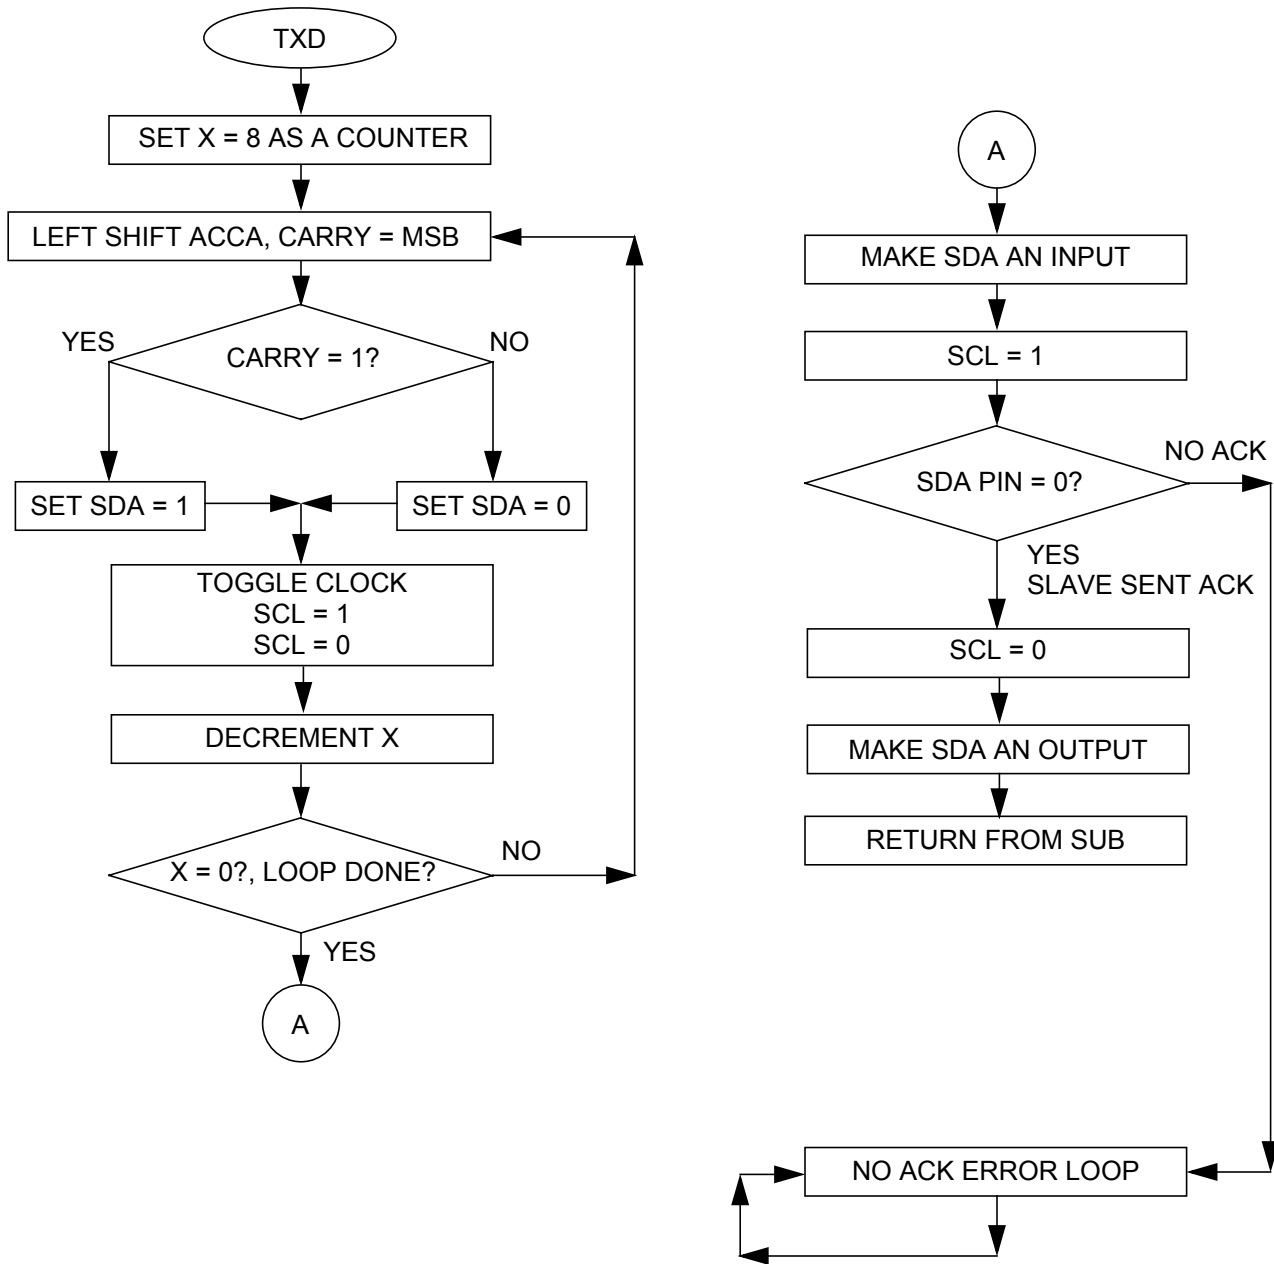 TXD
SET X = 8 AS A COUNTER
LEFT SHIFT ACCA, CARRY = MSB
YES
CARRY = 1?
NO
SET SDA = 1
SET SDA = 0
TOGGLE CLOCK
SCL = 1
SCL = 0
DECREMENT X
X = 0?, LOOP DONE?
NO
YES
A
A
MAKE SDA AN INPUT
SCL = 1
SDA PIN = 0?
NO ACK
YES
SLAVE SENT ACK
SCL = 0
MAKE SDA AN OUTPUT
RETURN FROM SUB
NO ACK ERROR LOOP